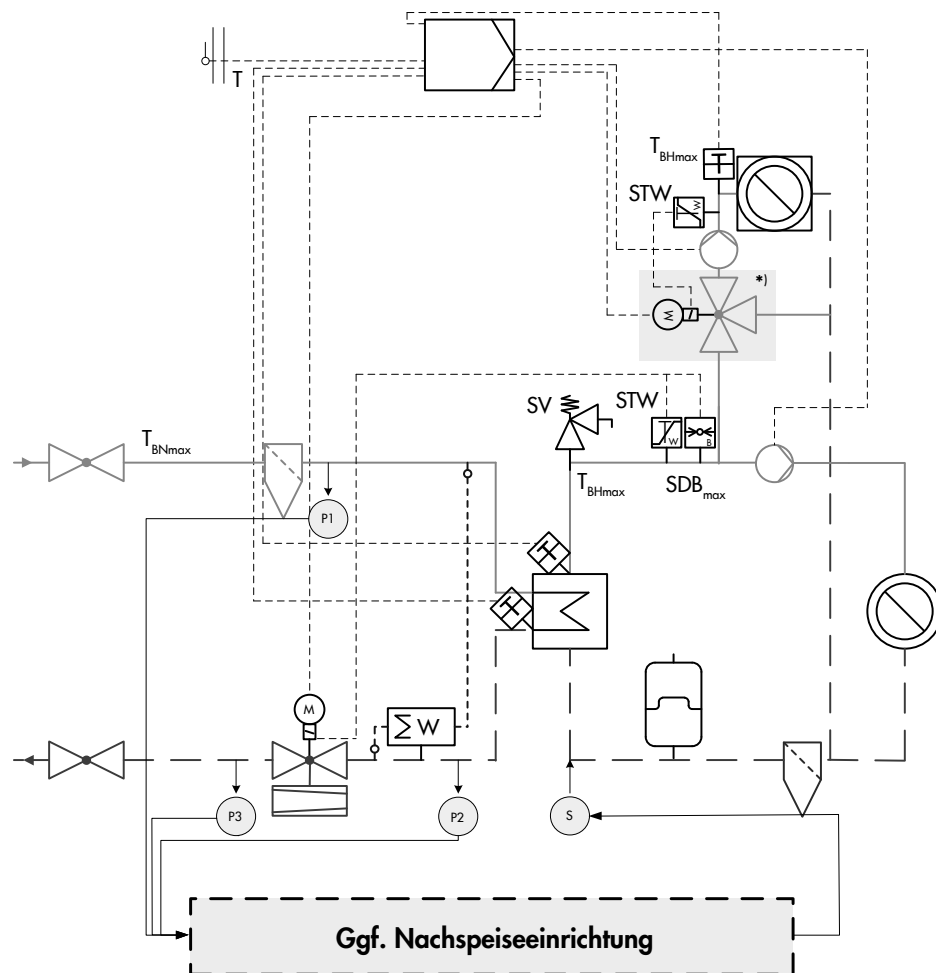 T
T_BHmax
T
STW
W
*)
M
SV
STW
W
B
T_BNmax
T_BHmax
SDB_max
P1
T
T
M
Σ W
P3
P2
S
Ggf. Nachspeiseeinrichtung